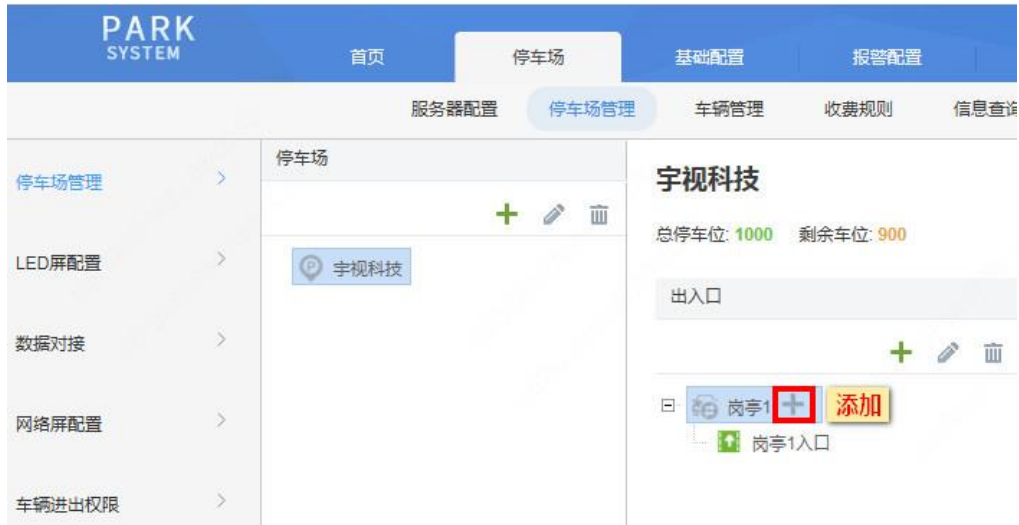 PARK
SYSTEM
首页 停车场 基础配置 报警配置
服务器配置 停车场管理 车辆管理 收费规则 信息查询
停车场管理
LED屏配置
数据对接
网络屏配置
车辆进出权限
停车场
宇视科技
宇视科技
总停车位: 1000 剩余车位: 900
出入口
岗亭1 添加
岗亭1入口